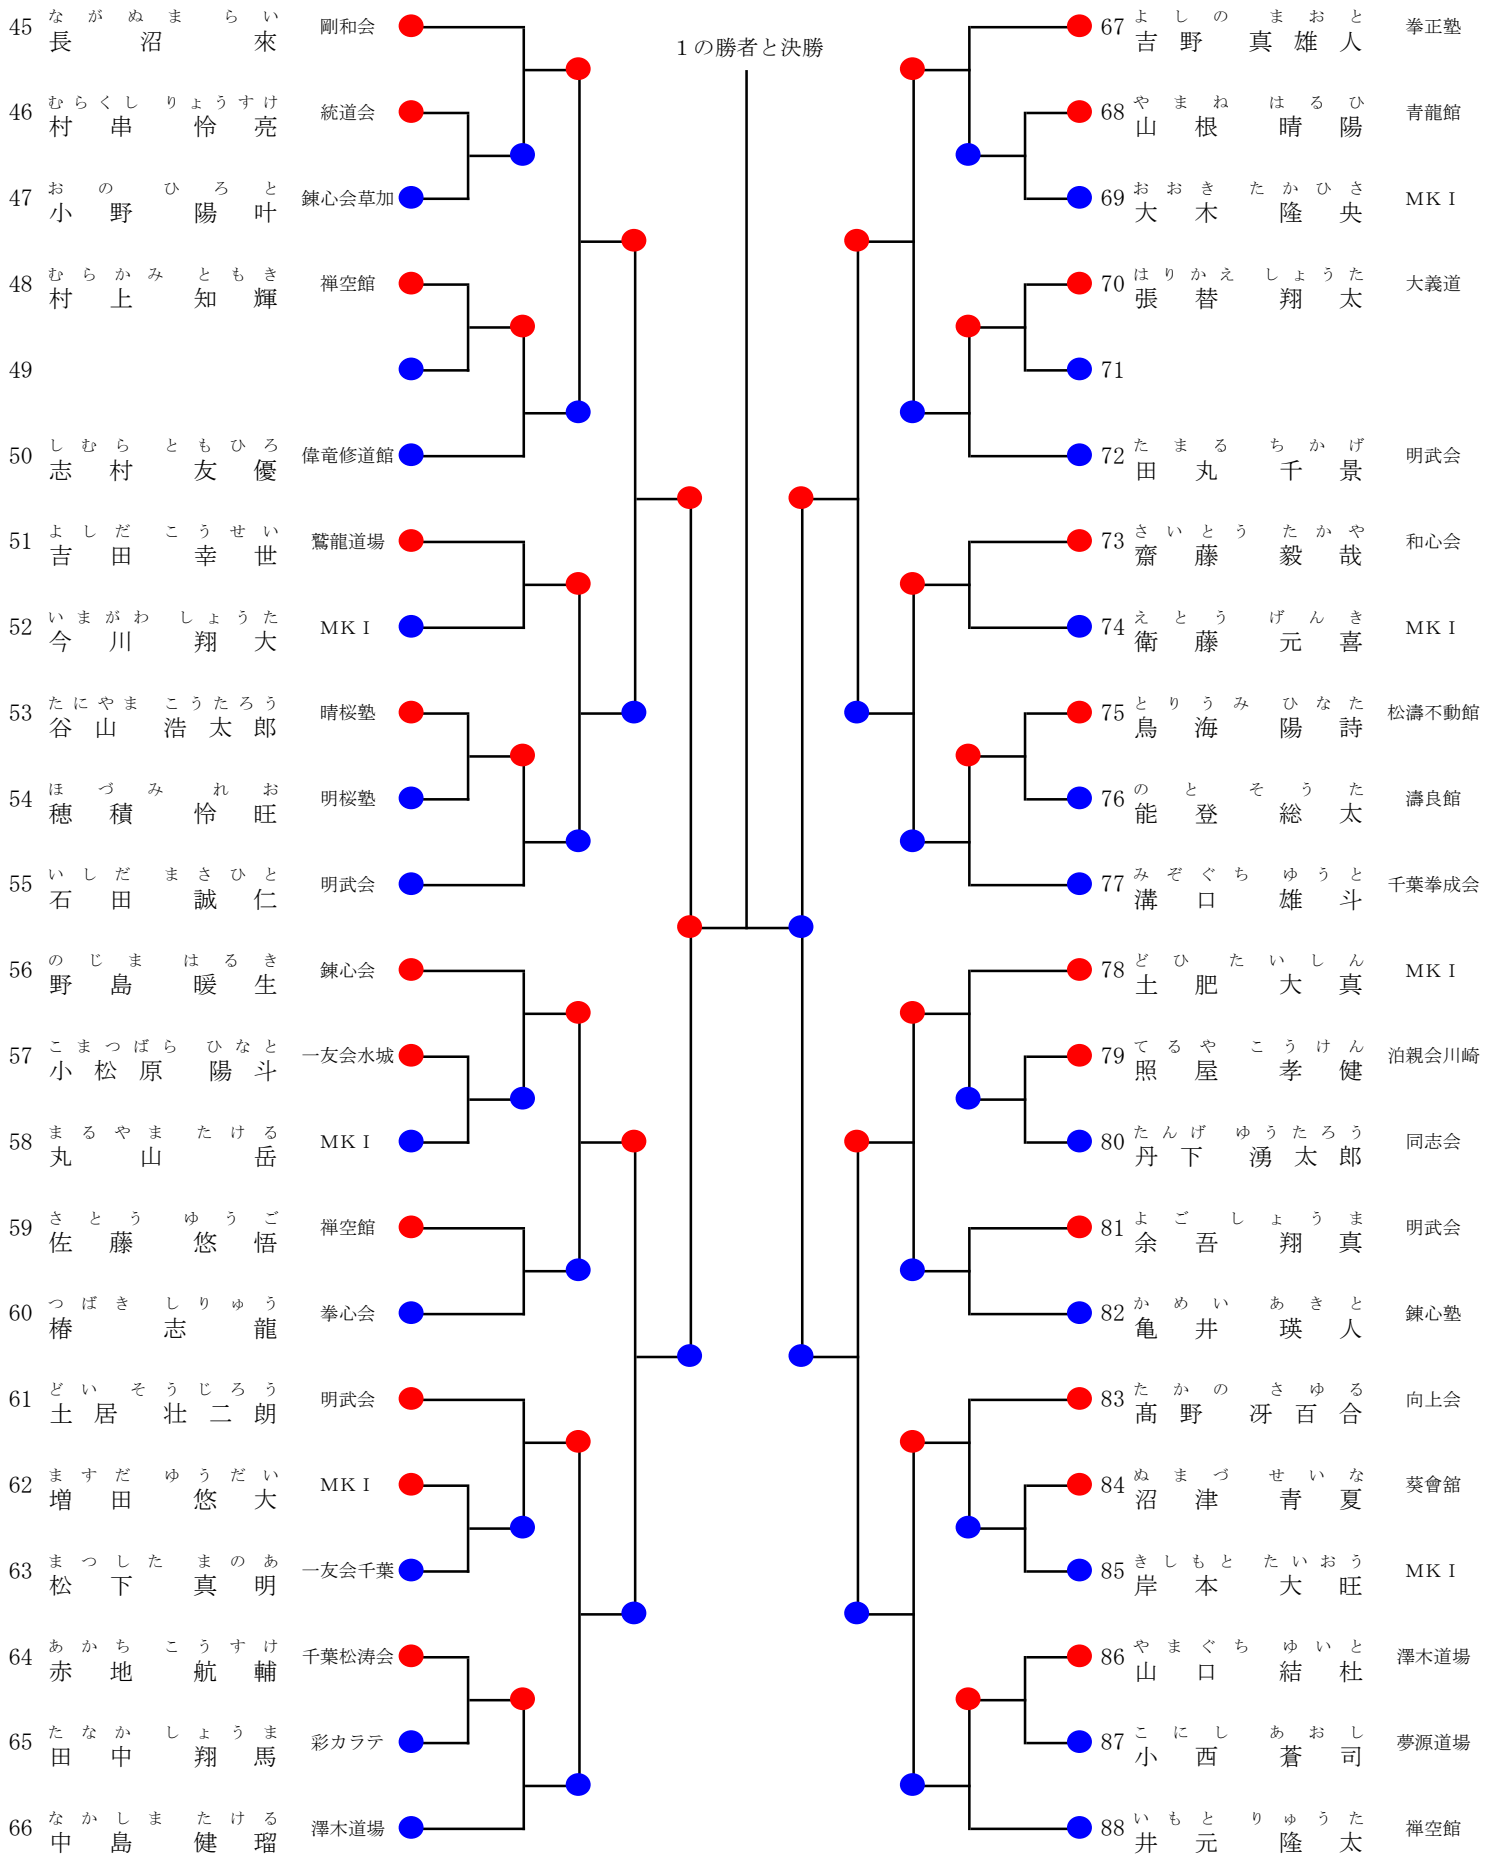 １の勝者と決勝
ながぬま らい
45 長沼 來 剛和会
むらくし りょうすけ
46 村串 怜亮 統道会
おの ひろと
47 小野 陽叶 錬心会草加
むらかみ ともき
48 村上 知輝 禅空館
49
しむら ともひろ
50 志村 友優 偉竜修道館
よしだ こうせい
51 吉田 幸世 鷲龍道場
いまがわ しょうた
52 今川 翔大 MKⅠ
たにやま こうたろう
53 谷山 浩太郎 晴桜塾
ほづみ れお
54 穂積 怜旺 明桜塾
いしだ まさひと
55 石田 誠仁 明武会
のじま はるき
56 野島 暖生 錬心会
こまつばら ひなと
57 小松原 陽斗 一友会水城
まるやま たける
58 丸山 岳 MKⅠ
さとう ゆうご
59 佐藤 悠悟 禅空館
つばき しりゅう
60 椿 志龍 拳心会
どい そうじろう
61 土居 壮二朗 明武会
ますだ ゆうだい
62 増田 悠大 MKⅠ
まつした まのあ
63 松下 真明 一友会千葉
あかち こうすけ
64 赤地 航輔 千葉松涛会
たなか しょうま
65 田中 翔馬 彩カラテ
なかしま たける
66 中島 健瑠 澤木道場
よしの まおと
67 吉野 真雄人 拳正塾
やまね はるひ
68 山根 晴陽 青龍館
おおき たかひさ
69 大木 隆央 MKⅠ
はりかえ しょうた
70 張替 翔太 大義道
71
たまる ちかげ
72 田丸 千景 明武会
さいとう たかや
73 齋藤 毅哉 和心会
えとう げんき
74 衛藤 元喜 MKⅠ
とりうみ ひなた
75 鳥海 陽詩 松濤不動館
のと そうた
76 能登 総太 濤良館
みぞぐち ゆうと
77 溝口 雄斗 千葉拳成会
どひ たいしん
78 土肥 大真 MKⅠ
てるや こうけん
79 照屋 孝健 泊親会川崎
たんげ ゆうたろう
80 丹下 湧太郎 同志会
よご しょうま
81 余吾 翔真 明武会
かめい あきと
82 亀井 瑛人 錬心塾
たかの さゆる
83 髙野 冴百合 向上会
ぬまづ せいな
84 沼津 青夏 葵會舘
きしもと たいおう
85 岸本 大旺 MKⅠ
やまぐち ゆいと
86 山口 結杜 澤木道場
こにし あおし
87 小西 蒼司 夢源道場
いもと りゅうた
88 井元 隆太 禅空館